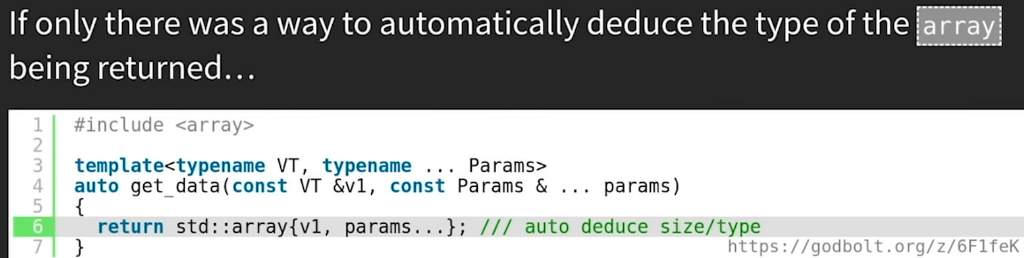 If only there was a way to automatically deduce the type of the array
being returned...
1 #include <array>
2
3 template<typename VT, typename ... Params>
4 auto get_data(const VT &v1, const Params & ... params)
5 {
6 return std::array{v1, params...}; /// auto deduce size/type
7 }
https://godbolt.org/z/6F1feK